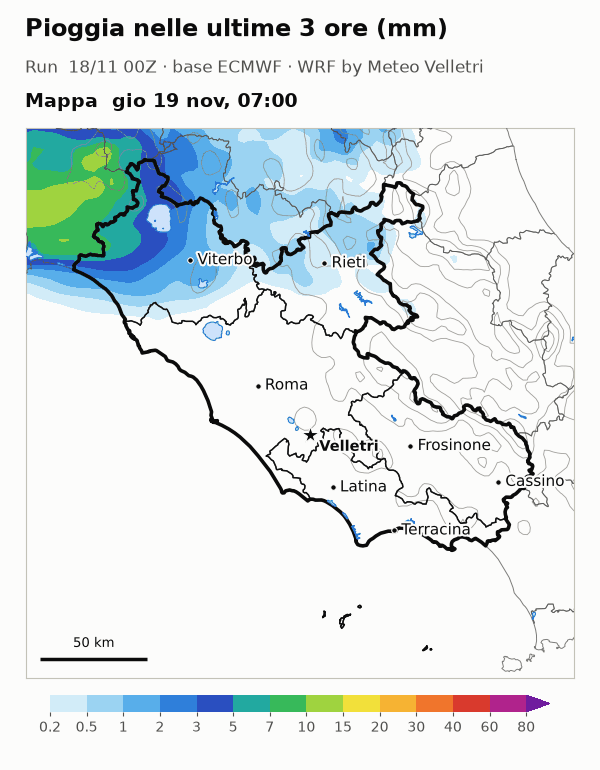 Pioggia nelle ultime 3 ore (mm)
Run  18/11 00Z · base ECMWF · WRF by Meteo Velletri
Mappa  gio 19 nov, 07:00
Viterbo
Rieti
Roma
Velletri
Frosinone
Latina
Cassino
Terracina
50 km
0.2 0.5 1 2 3 5 7 10 15 20 30 40 60 80